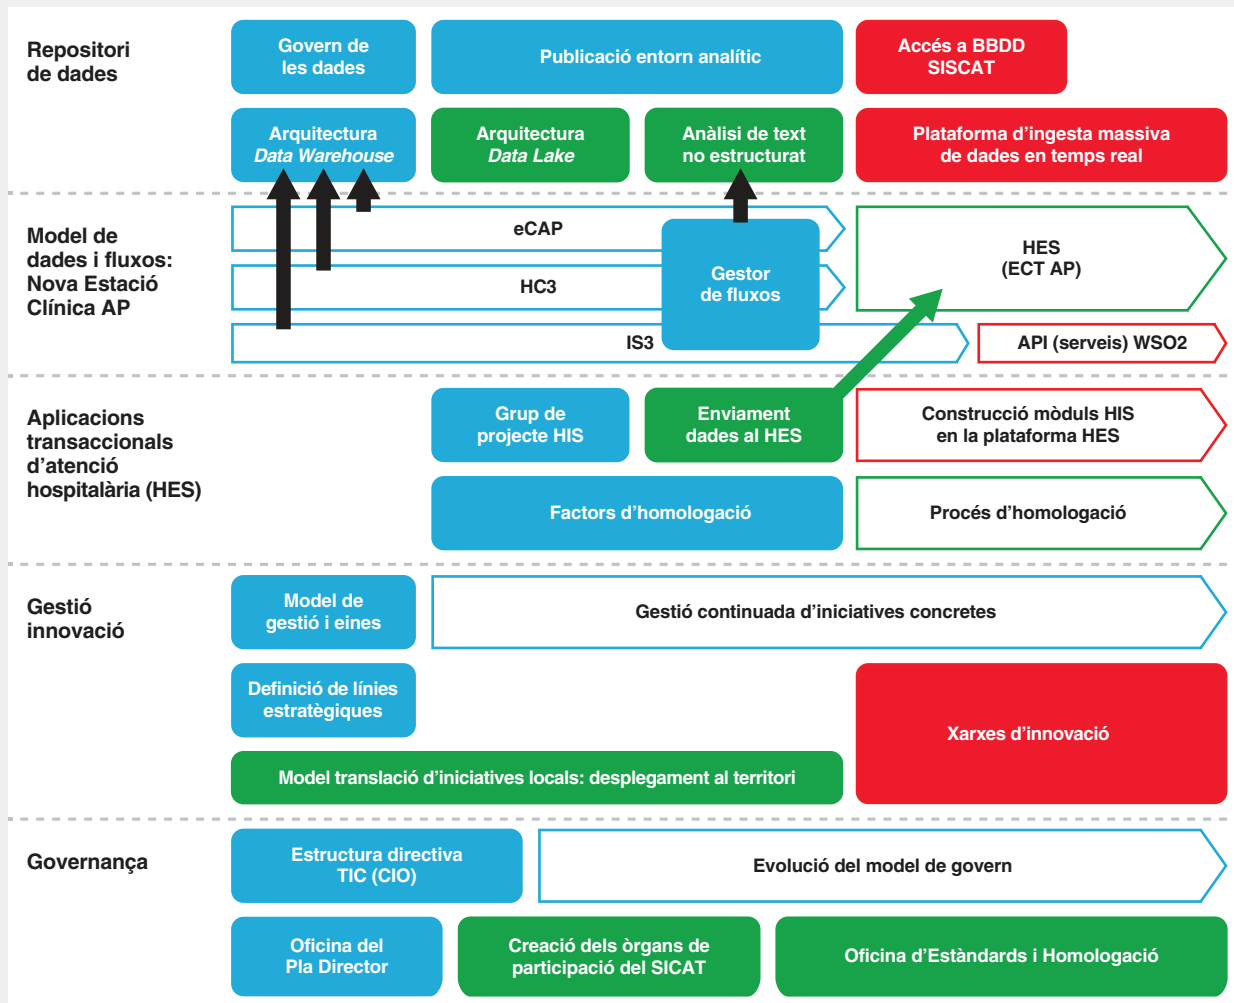 Repositori
de dades
Govern de
les dades
Publicació entorn analític
Accés a BBDD
SISCAT
Arquitectura
Data Warehouse
Arquitectura
Data Lake
Anàlisi de text
no estructurat
Plataforma d’ingesta massiva
de dades en temps real
Model de
dades i fluxos:
Nova Estació
Clínica AP
eCAP
HC3
IS3
Gestor
de fluxos
HES
(ECT AP)
API (serveis) WSO2
Aplicacions
transaccionals
d’atenció
hospitalària (HES)
Grup de
projecte HIS
Enviament
dades al HES
Construcció mòduls HIS
en la plataforma HES
Factors d’homologació
Procés d’homologació
Gestió
innovació
Model de
gestió i eines
Gestió continuada d’iniciatives concretes
Definició de línies
estratègiques
Xarxes d’innovació
Model translació d’iniciatives locals: desplegament al territori
Governança
Estructura directiva
TIC (CIO)
Evolució del model de govern
Oficina del
Pla Director
Creació dels òrgans de
participació del SICAT
Oficina d’Estàndards i Homologació